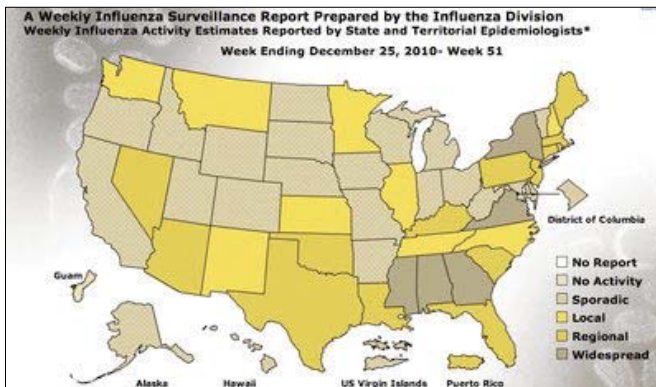 A Weekly Influenza Surveillance Report Prepared by the Influenza Division
Weekly Influenza Activity Estimates Reported by State and Territorial Epidemiologists*
Week Ending December 25, 2010- Week 51
District of Columbia
No Report
No Activity
Guam
Sporadic
Local
Regional
Widespread
Alaska
Hawaii
US Virgin Islands
Puerto Rico